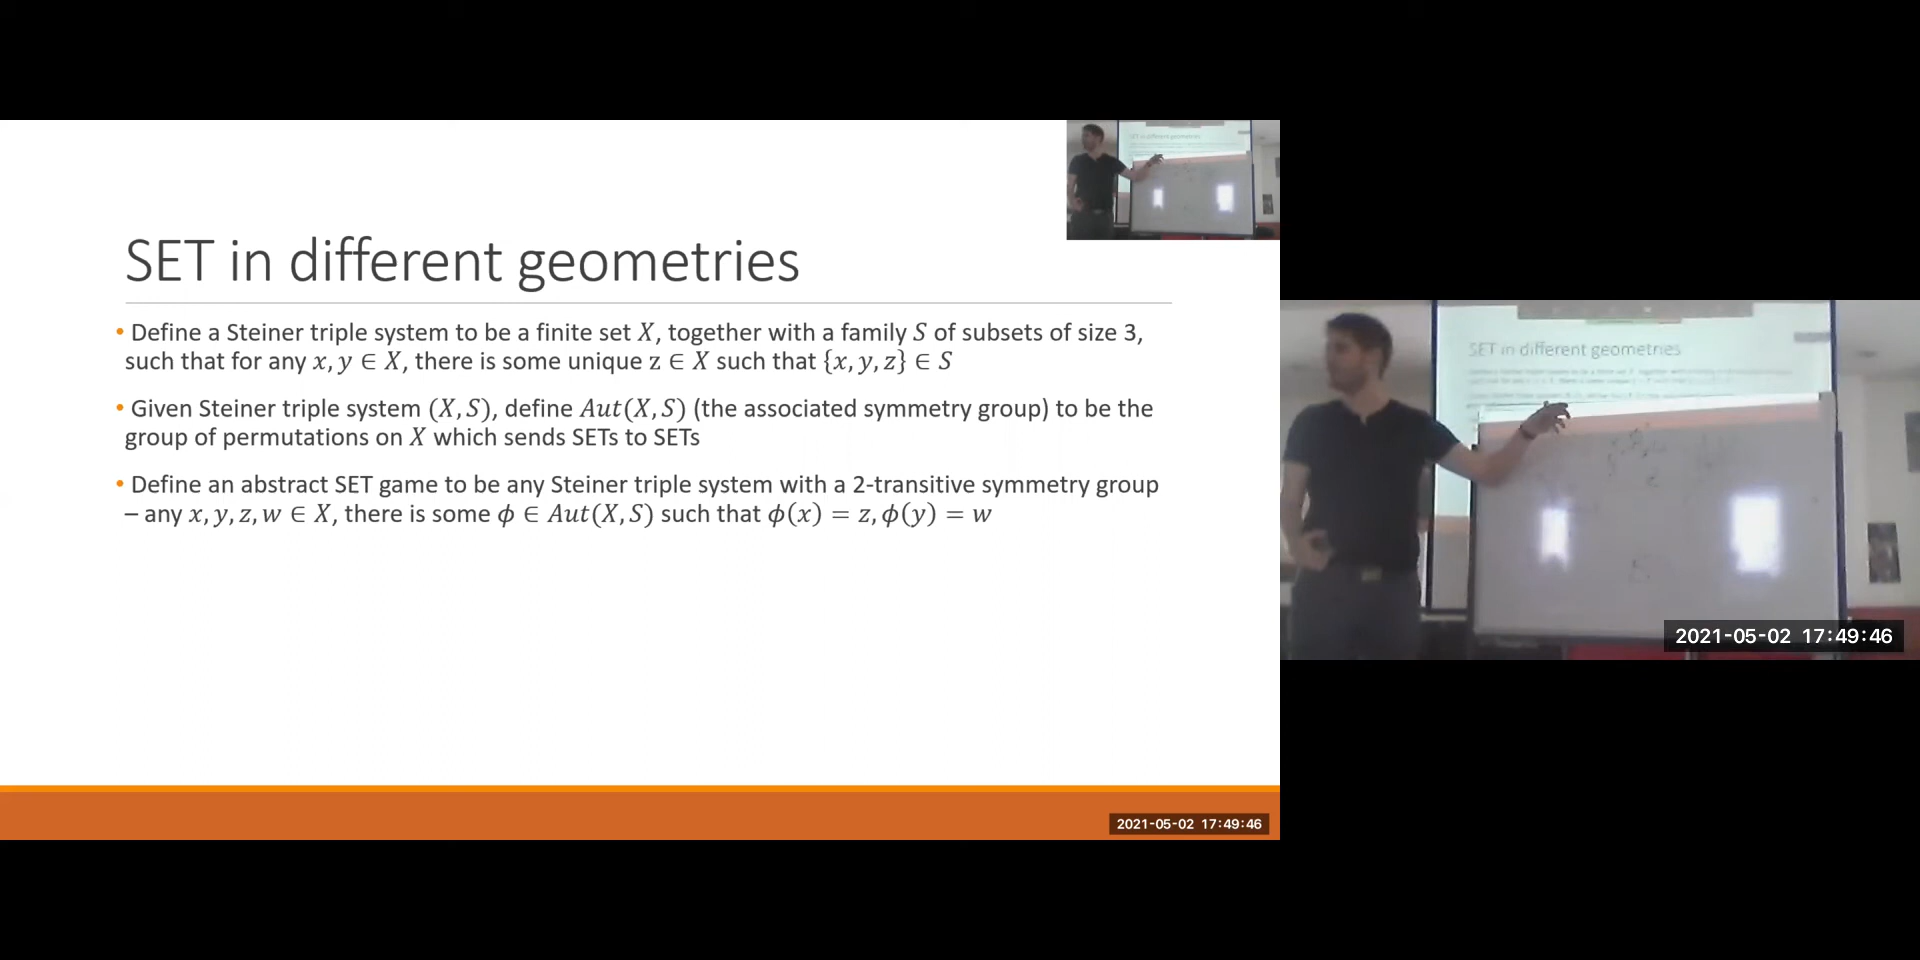 SET in different geometries
• Define a Steiner triple system to be a finite set X, together with a family S of subsets of size 3,
such that for any x, y ∈ X, there is some unique z ∈ X such that {x, y, z} ∈ S
• Given Steiner triple system (X, S), define Aut(X, S) (the associated symmetry group) to be the
group of permutations on X which sends SETs to SETs
• Define an abstract SET game to be any Steiner triple system with a 2-transitive symmetry group
– any x, y, z, w ∈ X, there is some ϕ ∈ Aut(X, S) such that ϕ(x) = z, ϕ(y) = w
2021-05-02 17:49:46
SET in different geometries
SET in different geometries
2021-05-02 17:49:46